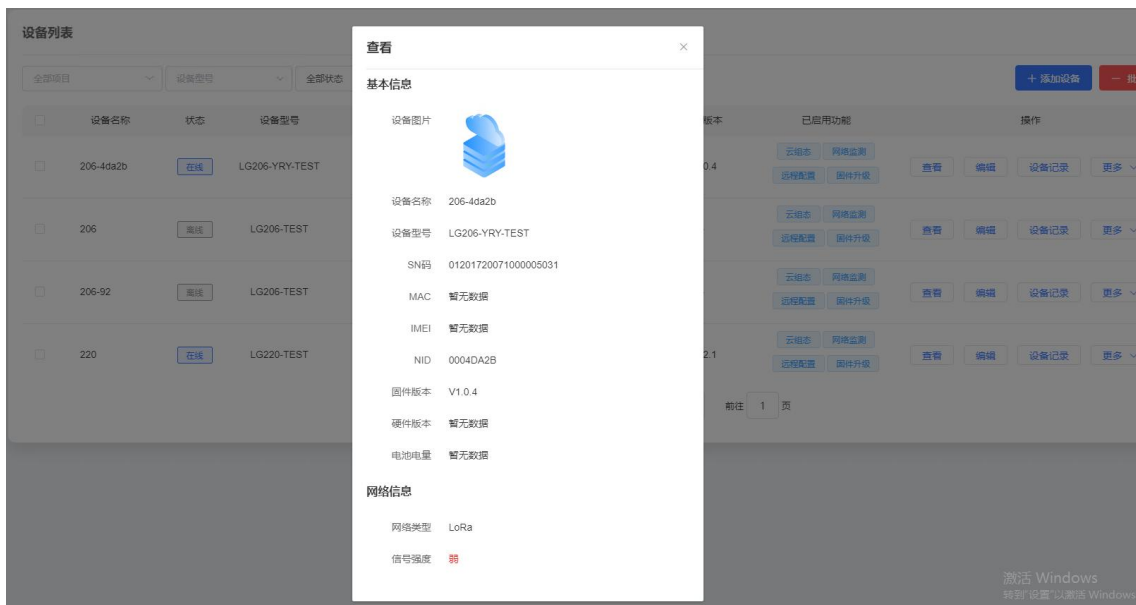 设备列表
查看
全部项目
设备型号
全部状态
+ 添加设备
设备名称 状态 设备型号 版本 已启用功能 操作
206-4da2b 在线 LG206-YRY-TEST 0.4 云组态 网络监测 远程配置 固件升级 查看 编辑 设备记录 更多
206 离线 LG206-TEST 云组态 网络监测 远程配置 固件升级 查看 编辑 设备记录 更多
206-92 离线 LG206-TEST 云组态 网络监测 远程配置 固件升级 查看 编辑 设备记录 更多
220 在线 LG220-TEST 2.1 云组态 网络监测 远程配置 固件升级 查看 编辑 设备记录 更多
前往 1 页
基本信息
设备图片
设备名称 206-4da2b
设备型号 LG206-YRY-TEST
SN码 01201720071000005031
MAC 暂无数据
IMEI 暂无数据
NID 0004DA2B
固件版本 V1.0.4
硬件版本 暂无数据
电池电量 暂无数据
网络信息
网络类型 LoRa
信号强度 弱
激活 Windows
转到"设置"以激活 Windows